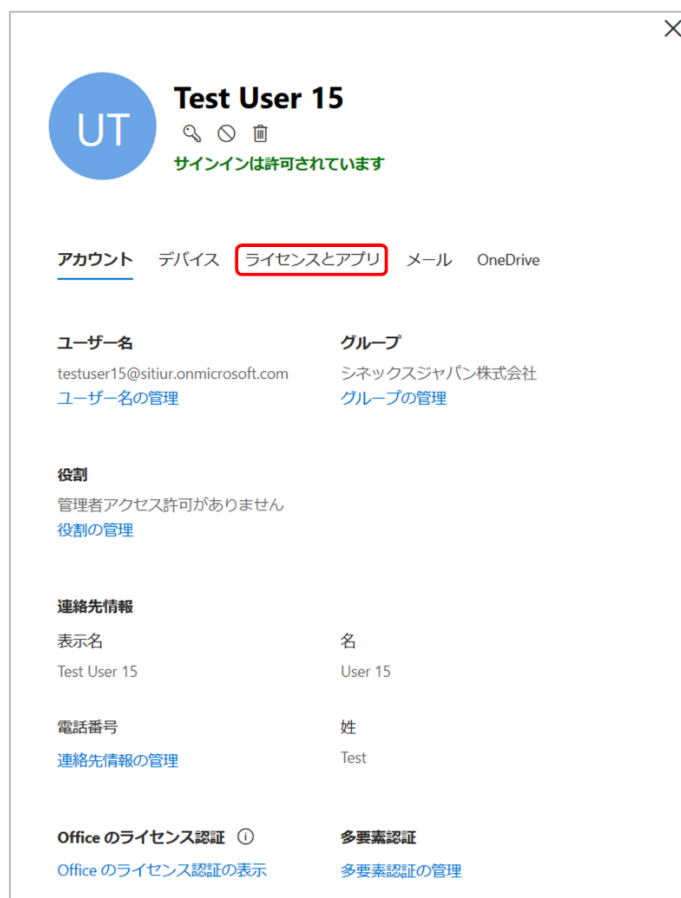 UT
Test User 15
サインインは許可されています
アカウント デバイス ライセンスとアプリ メール OneDrive
ユーザー名 グループ
testuser15@sitiur.onmicrosoft.com シネックスジャパン株式会社
ユーザー名の管理 グループの管理
役割
管理者アクセス許可がありません
役割の管理
連絡先情報
表示名 名
Test User 15 User 15
電話番号 姓
連絡先情報の管理 Test
Office のライセンス認証 多要素認証
Office のライセンス認証の表示 多要素認証の管理